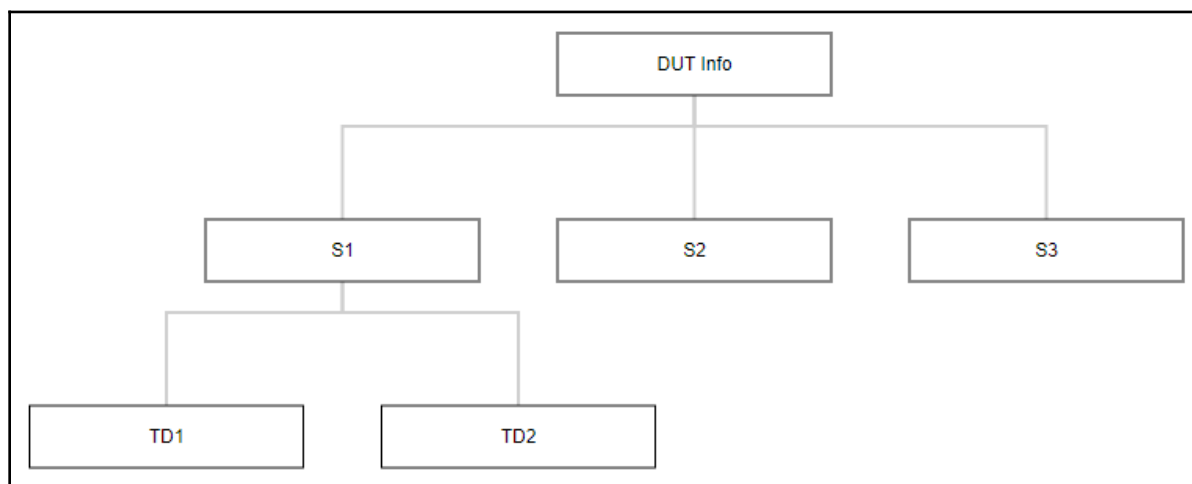 DUT Info
S1
S2
S3
TD1
TD2